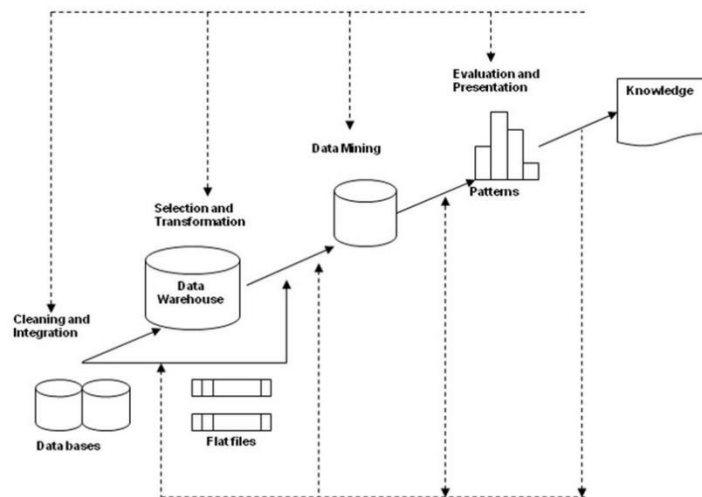 Evaluation and
Presentation
Knowledge
Data Mining
Patterns
Selection and
Transformation
Data
Warehouse
Cleaning and
Integration
Data bases
Flat files